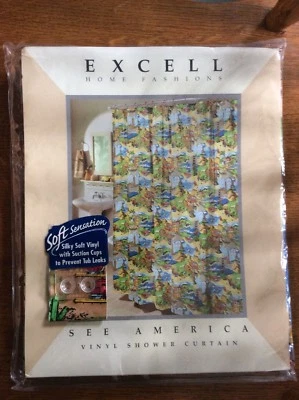 EXCELL
HOME FASHIONS
Soft Sensation
Silky Soft Vinyl
with Suction Cups
to Prevent Tub Leaks
SEE AMERICA
VINYL SHOWER CURTAIN